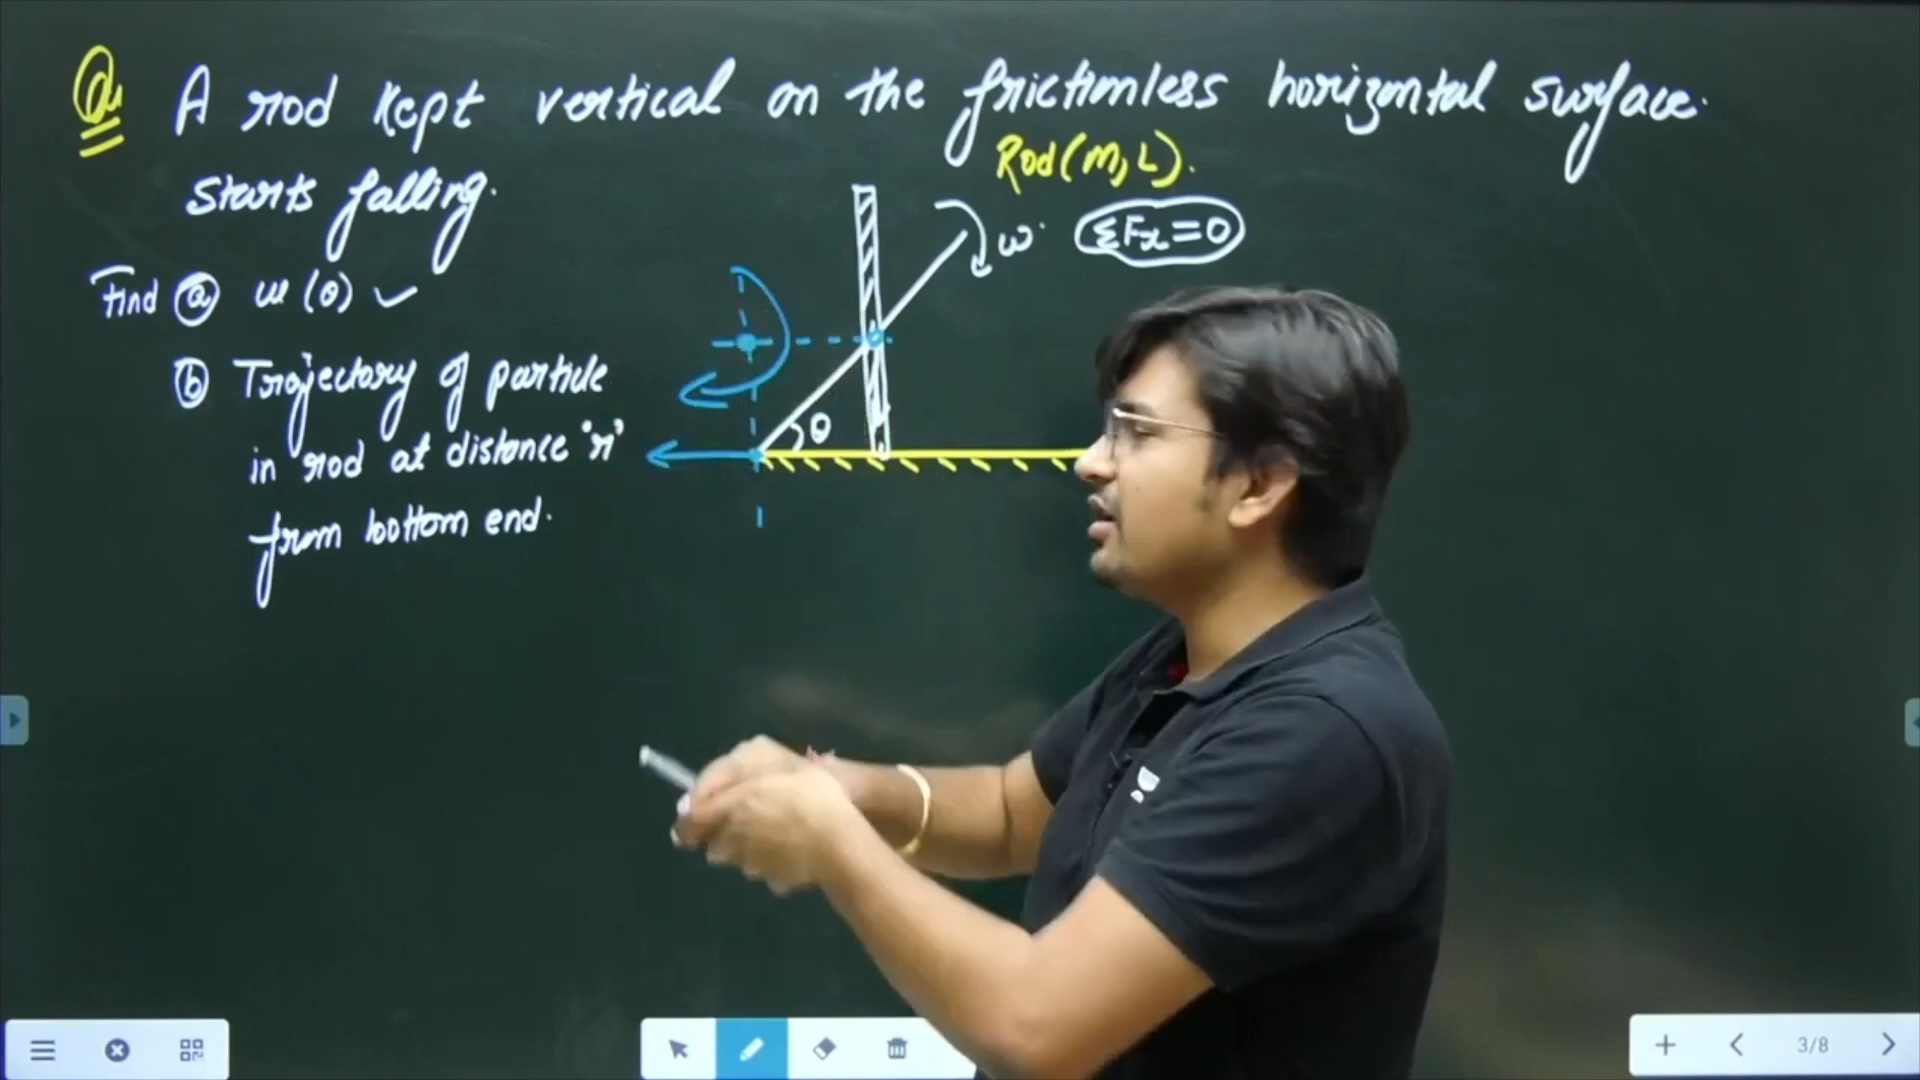 Q A rod kept vertical on the frictionless horizontal surface.
Rod (M, L).
starts falling.
ω ΣFx=0
Find ⓐ ω (θ) ✓
ⓑ Trajectory of particle
θ
in rod at distance 'r'
from bottom end.
3/8